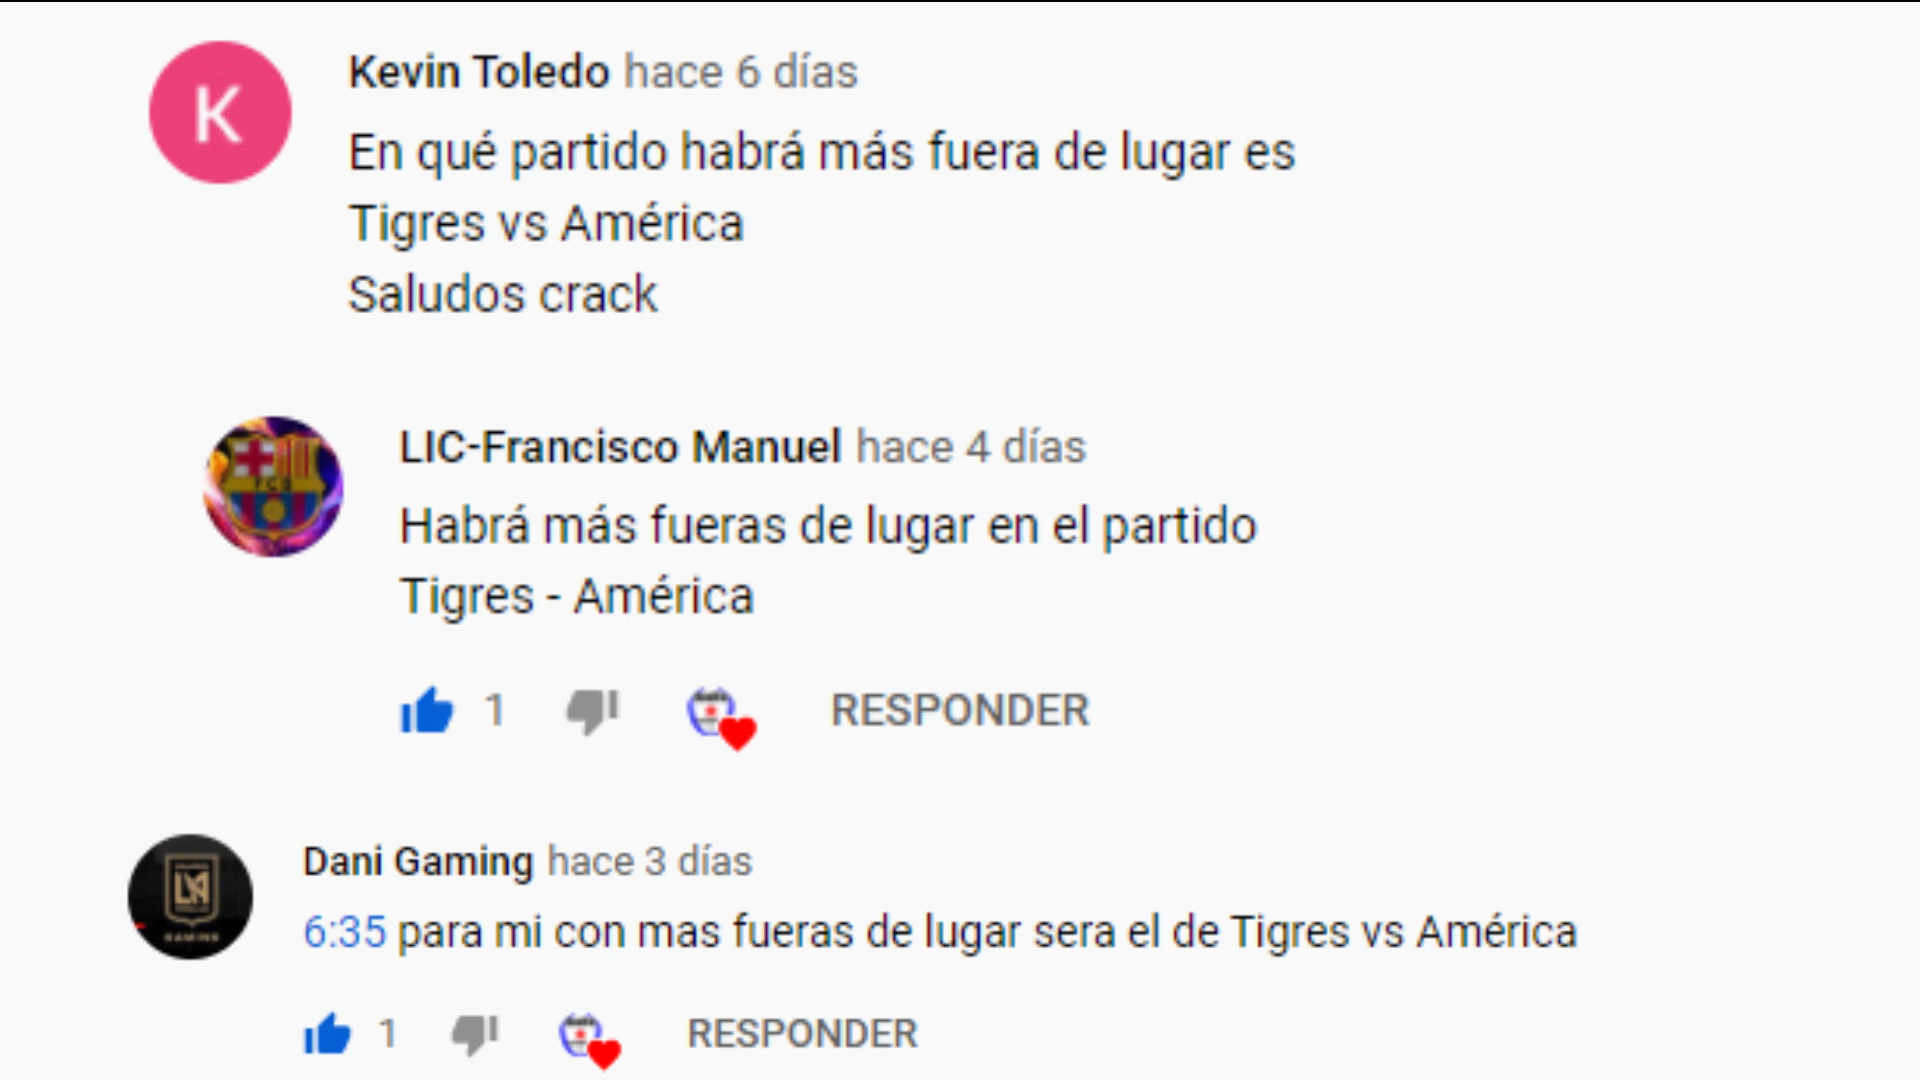 K
Kevin Toledo hace 6 días
En qué partido habrá más fuera de lugar es
Tigres vs América
Saludos crack
FCB
LIC-Francisco Manuel hace 4 días
Habrá más fueras de lugar en el partido
Tigres - América
1 RESPONDER
LA
GAMING
Dani Gaming hace 3 días
6:35 para mi con mas fueras de lugar sera el de Tigres vs América
1 RESPONDER